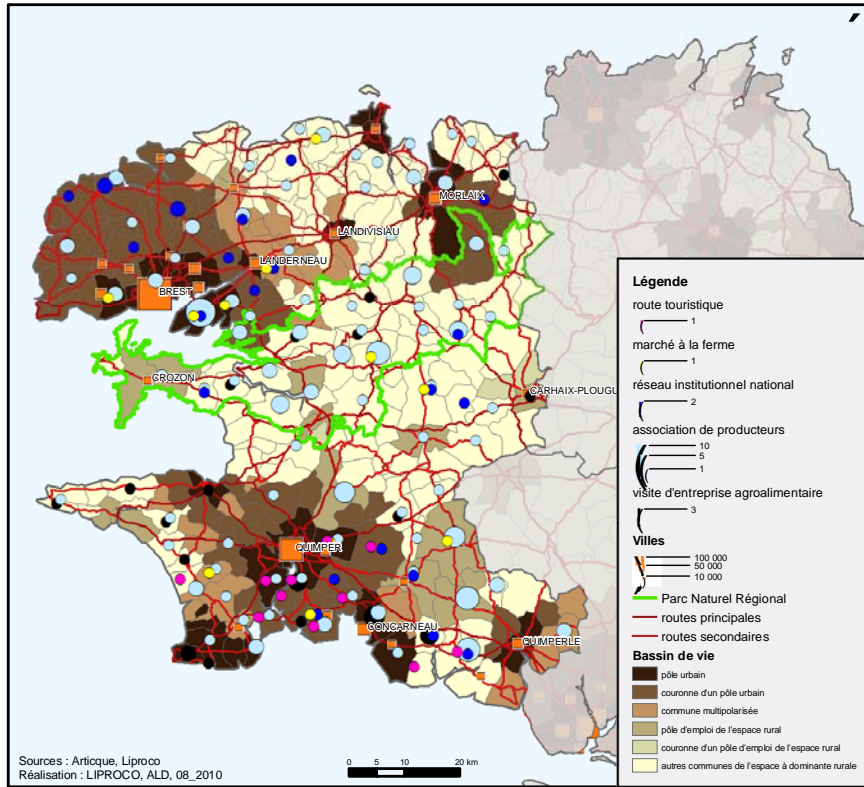 MORLAIX
LANDIVISIAU
LANDERNEAU
BREST
CROZON
CARHAIX-PLOUGU
QUIMPER
CONCARNEAU
QUIMPERLE
Légende
route touristique
1
marché à la ferme
1
réseau institutionnel national
2
association de producteurs
10
5
1
visite d'entreprise agroalimentaire
3
Villes
100 000
50 000
10 000
Parc Naturel Régional
routes principales
routes secondaires
Bassin de vie
pôle urbain
couronne d'un pôle urbain
commune multipolarisée
pôle d'emploi de l'espace rural
couronne d'un pôle d'emploi de l'espace rural
autres communes de l'espace à dominante rurale
Sources : Articque, Liproco
Réalisation : LIPROCO, ALD, 08_2010
0 5 10 20 km